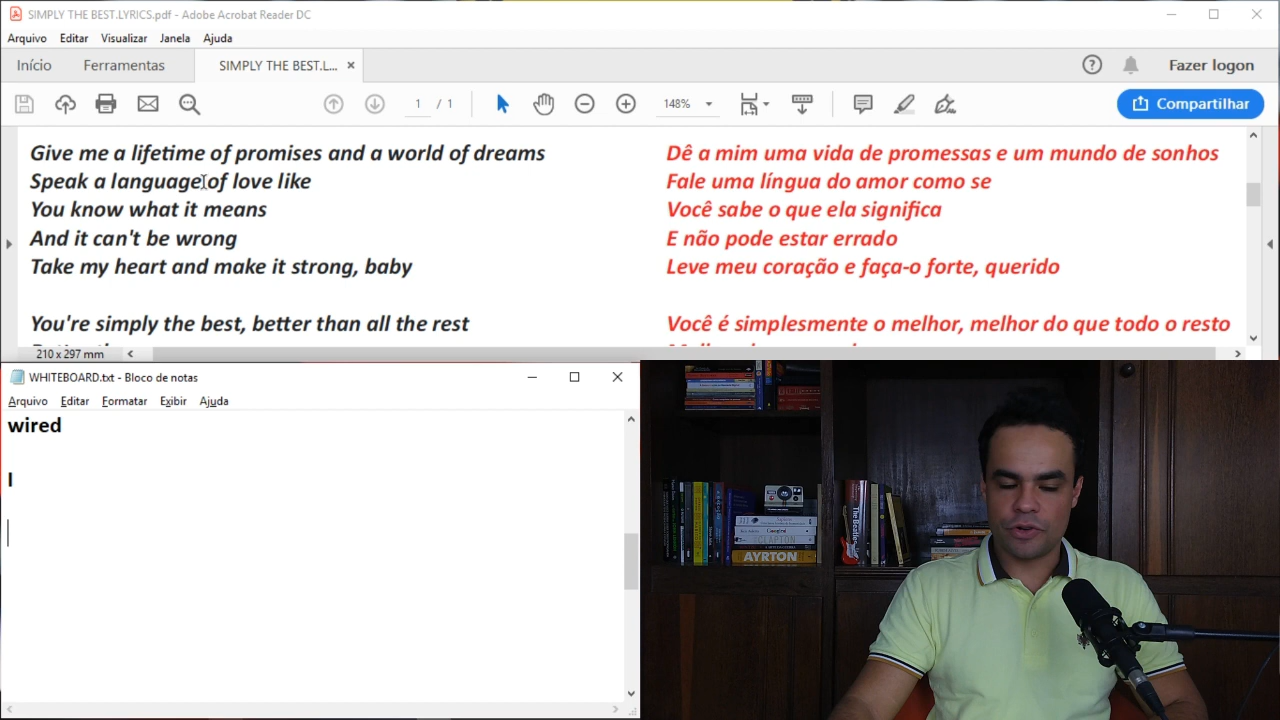 SIMPLY THE BEST.LYRICS.pdf - Adobe Acrobat Reader DC
Arquivo Editar Visualizar Janela Ajuda
Início Ferramentas SIMPLY THE BEST.L... × Fazer logon
1 / 1 148% Compartilhar
Give me a lifetime of promises and a world of dreams
Speak a language of love like
You know what it means
And it can't be wrong
Take my heart and make it strong, baby
You're simply the best, better than all the rest
Dê a mim uma vida de promessas e um mundo de sonhos
Fale uma língua do amor como se
Você sabe o que ela significa
E não pode estar errado
Leve meu coração e faça-o forte, querido
Você é simplesmente o melhor, melhor do que todo o resto
210 x 297 mm
WHITEBOARD.txt - Bloco de notas
Arquivo Editar Formatar Exibir Ajuda
wired
I
The Beatles
CLAPTON
AYRTON